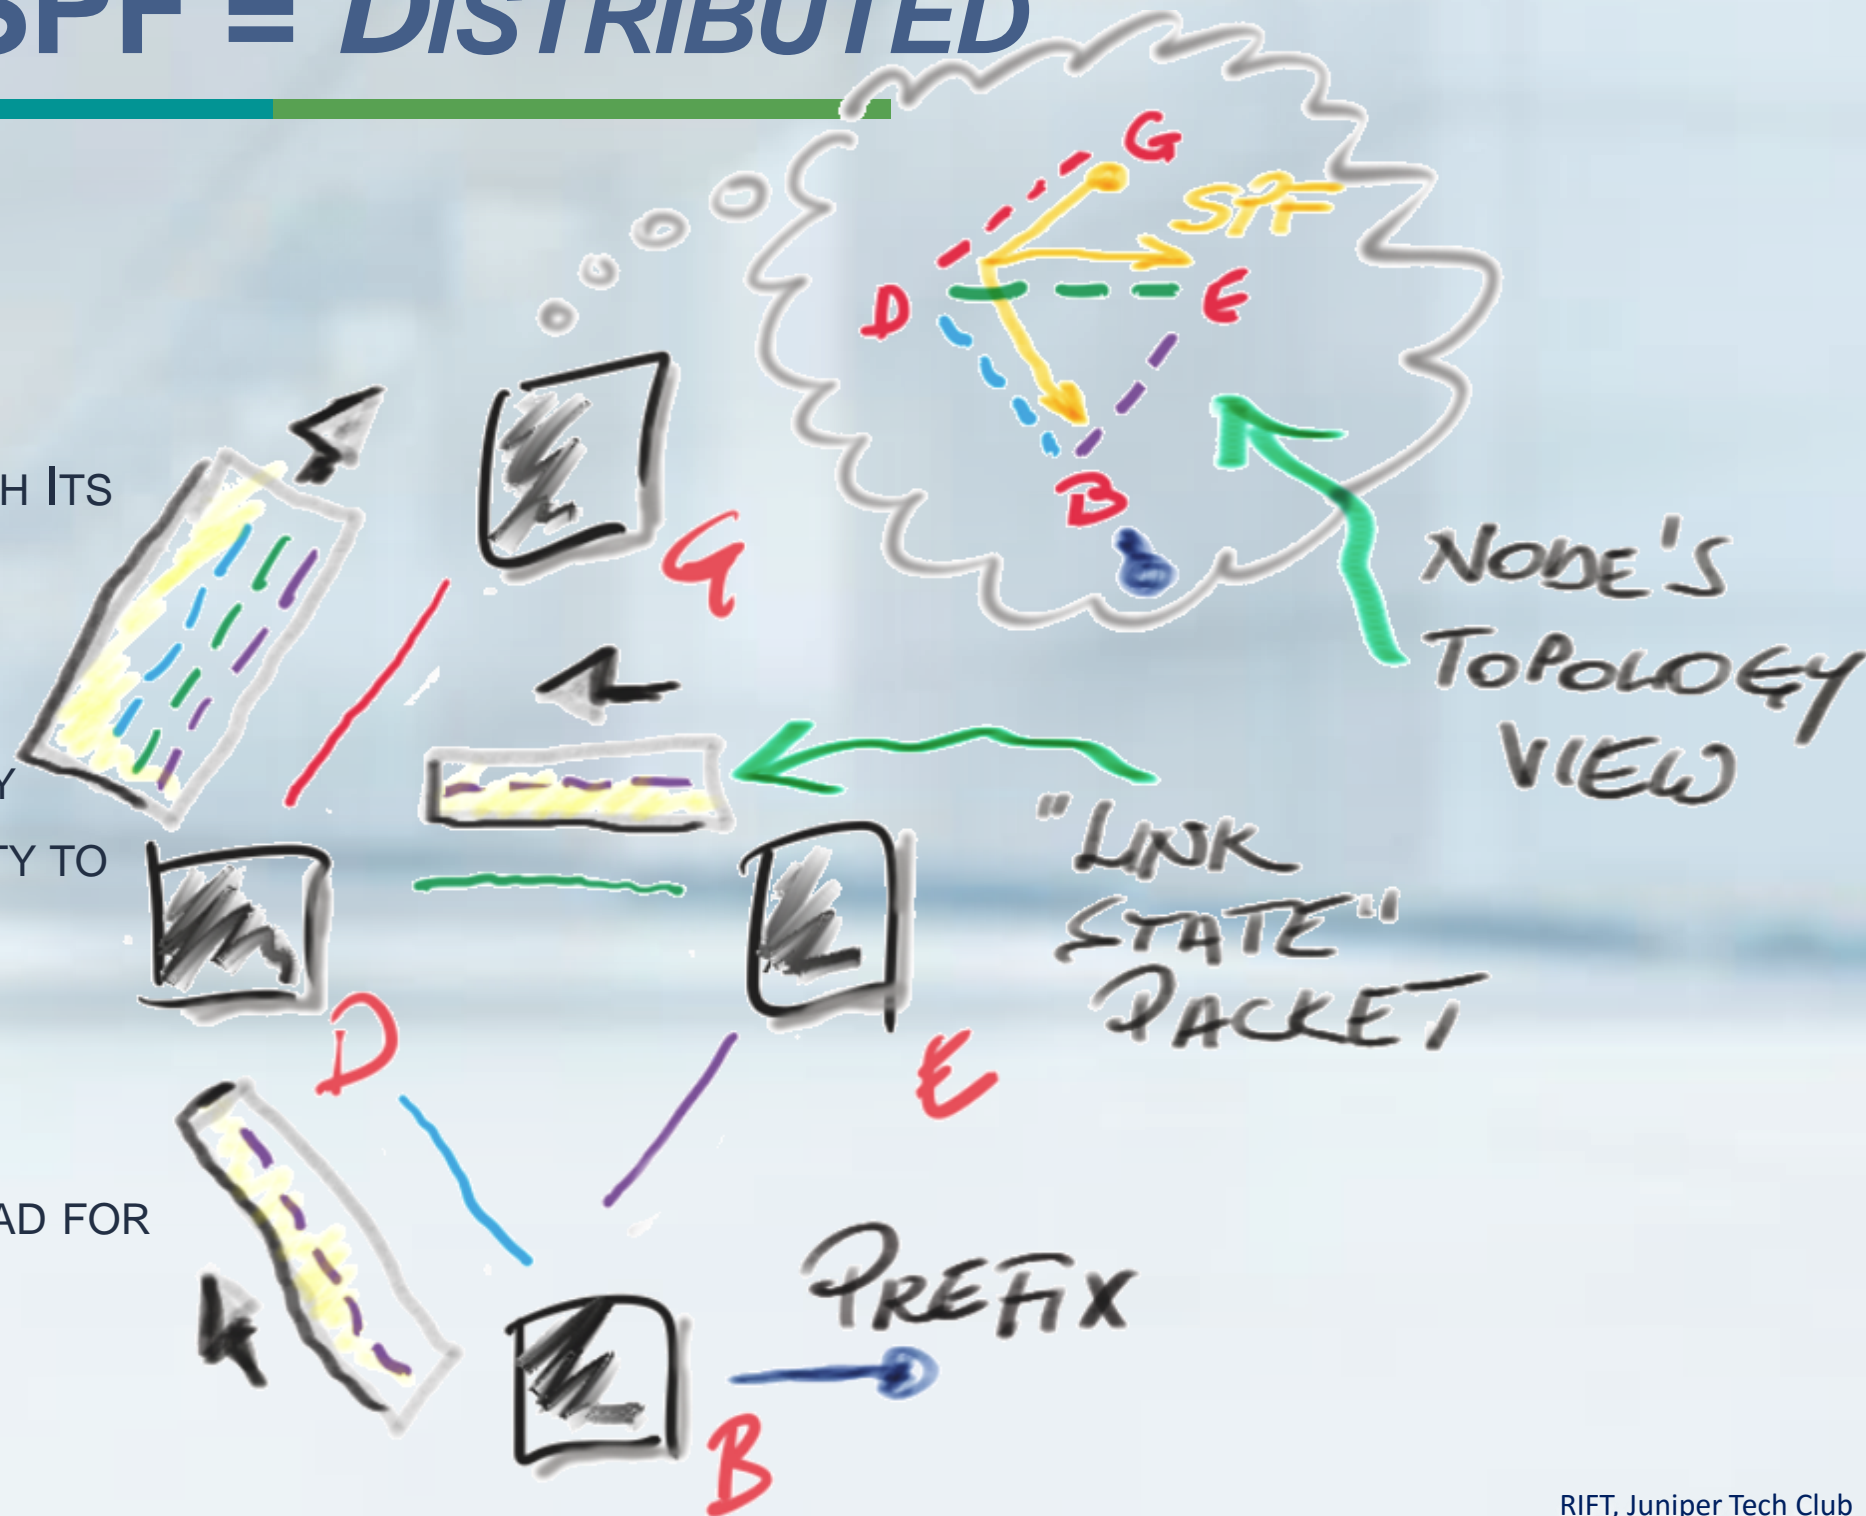 SPF = DISTRIBUTED
H ITS
Y
TY TO
AD FOR
G
SPF
D
E
B
NODE'S
TOPOLOGY
VIEW
G
"LINK
STATE"
PACKET
D
E
PREFIX
B
RIFT, Juniper Tech Club